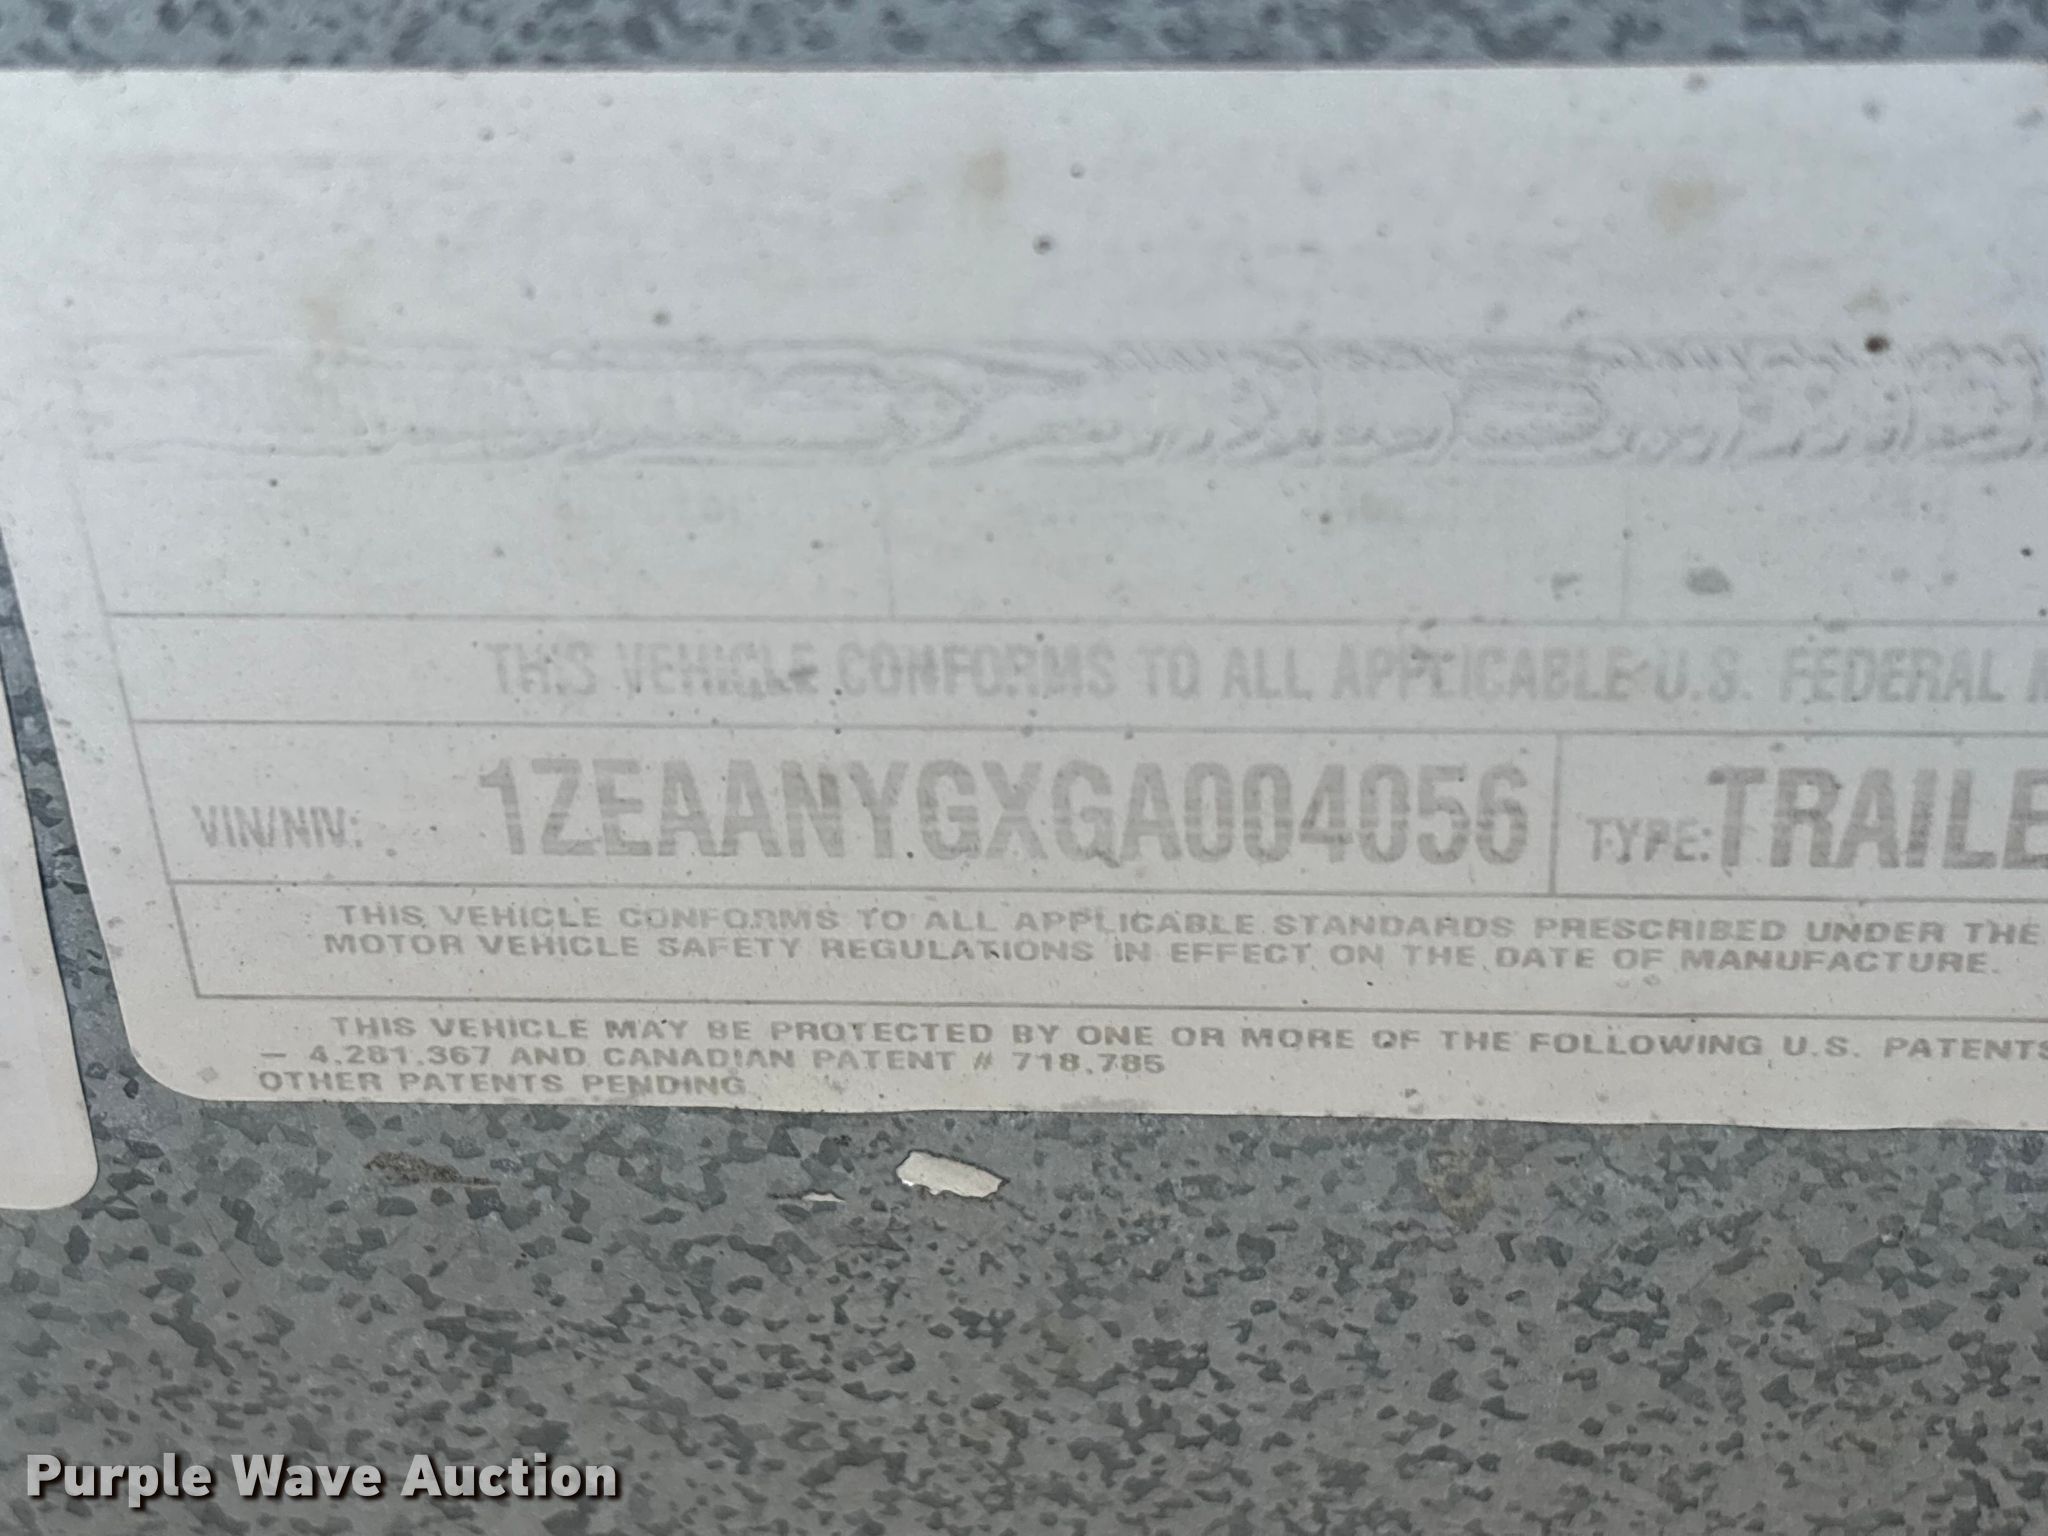 THIS VEHICLE CONFORMS TO ALL APPLICABLE U.S. FEDERAL
VIN/NIV: 1ZEAANYGXGA004056 TYPE: TRAILE
THIS VEHICLE CONFORMS TO ALL APPLICABLE STANDARDS PRESCRIBED UNDER THE
MOTOR VEHICLE SAFETY REGULATIONS IN EFFECT ON THE DATE OF MANUFACTURE.
THIS VEHICLE MAY BE PROTECTED BY ONE OR MORE OF THE FOLLOWING U.S. PATENTS
— 4,281,367 AND CANADIAN PATENT # 718,785
OTHER PATENTS PENDING
Purple Wave Auction